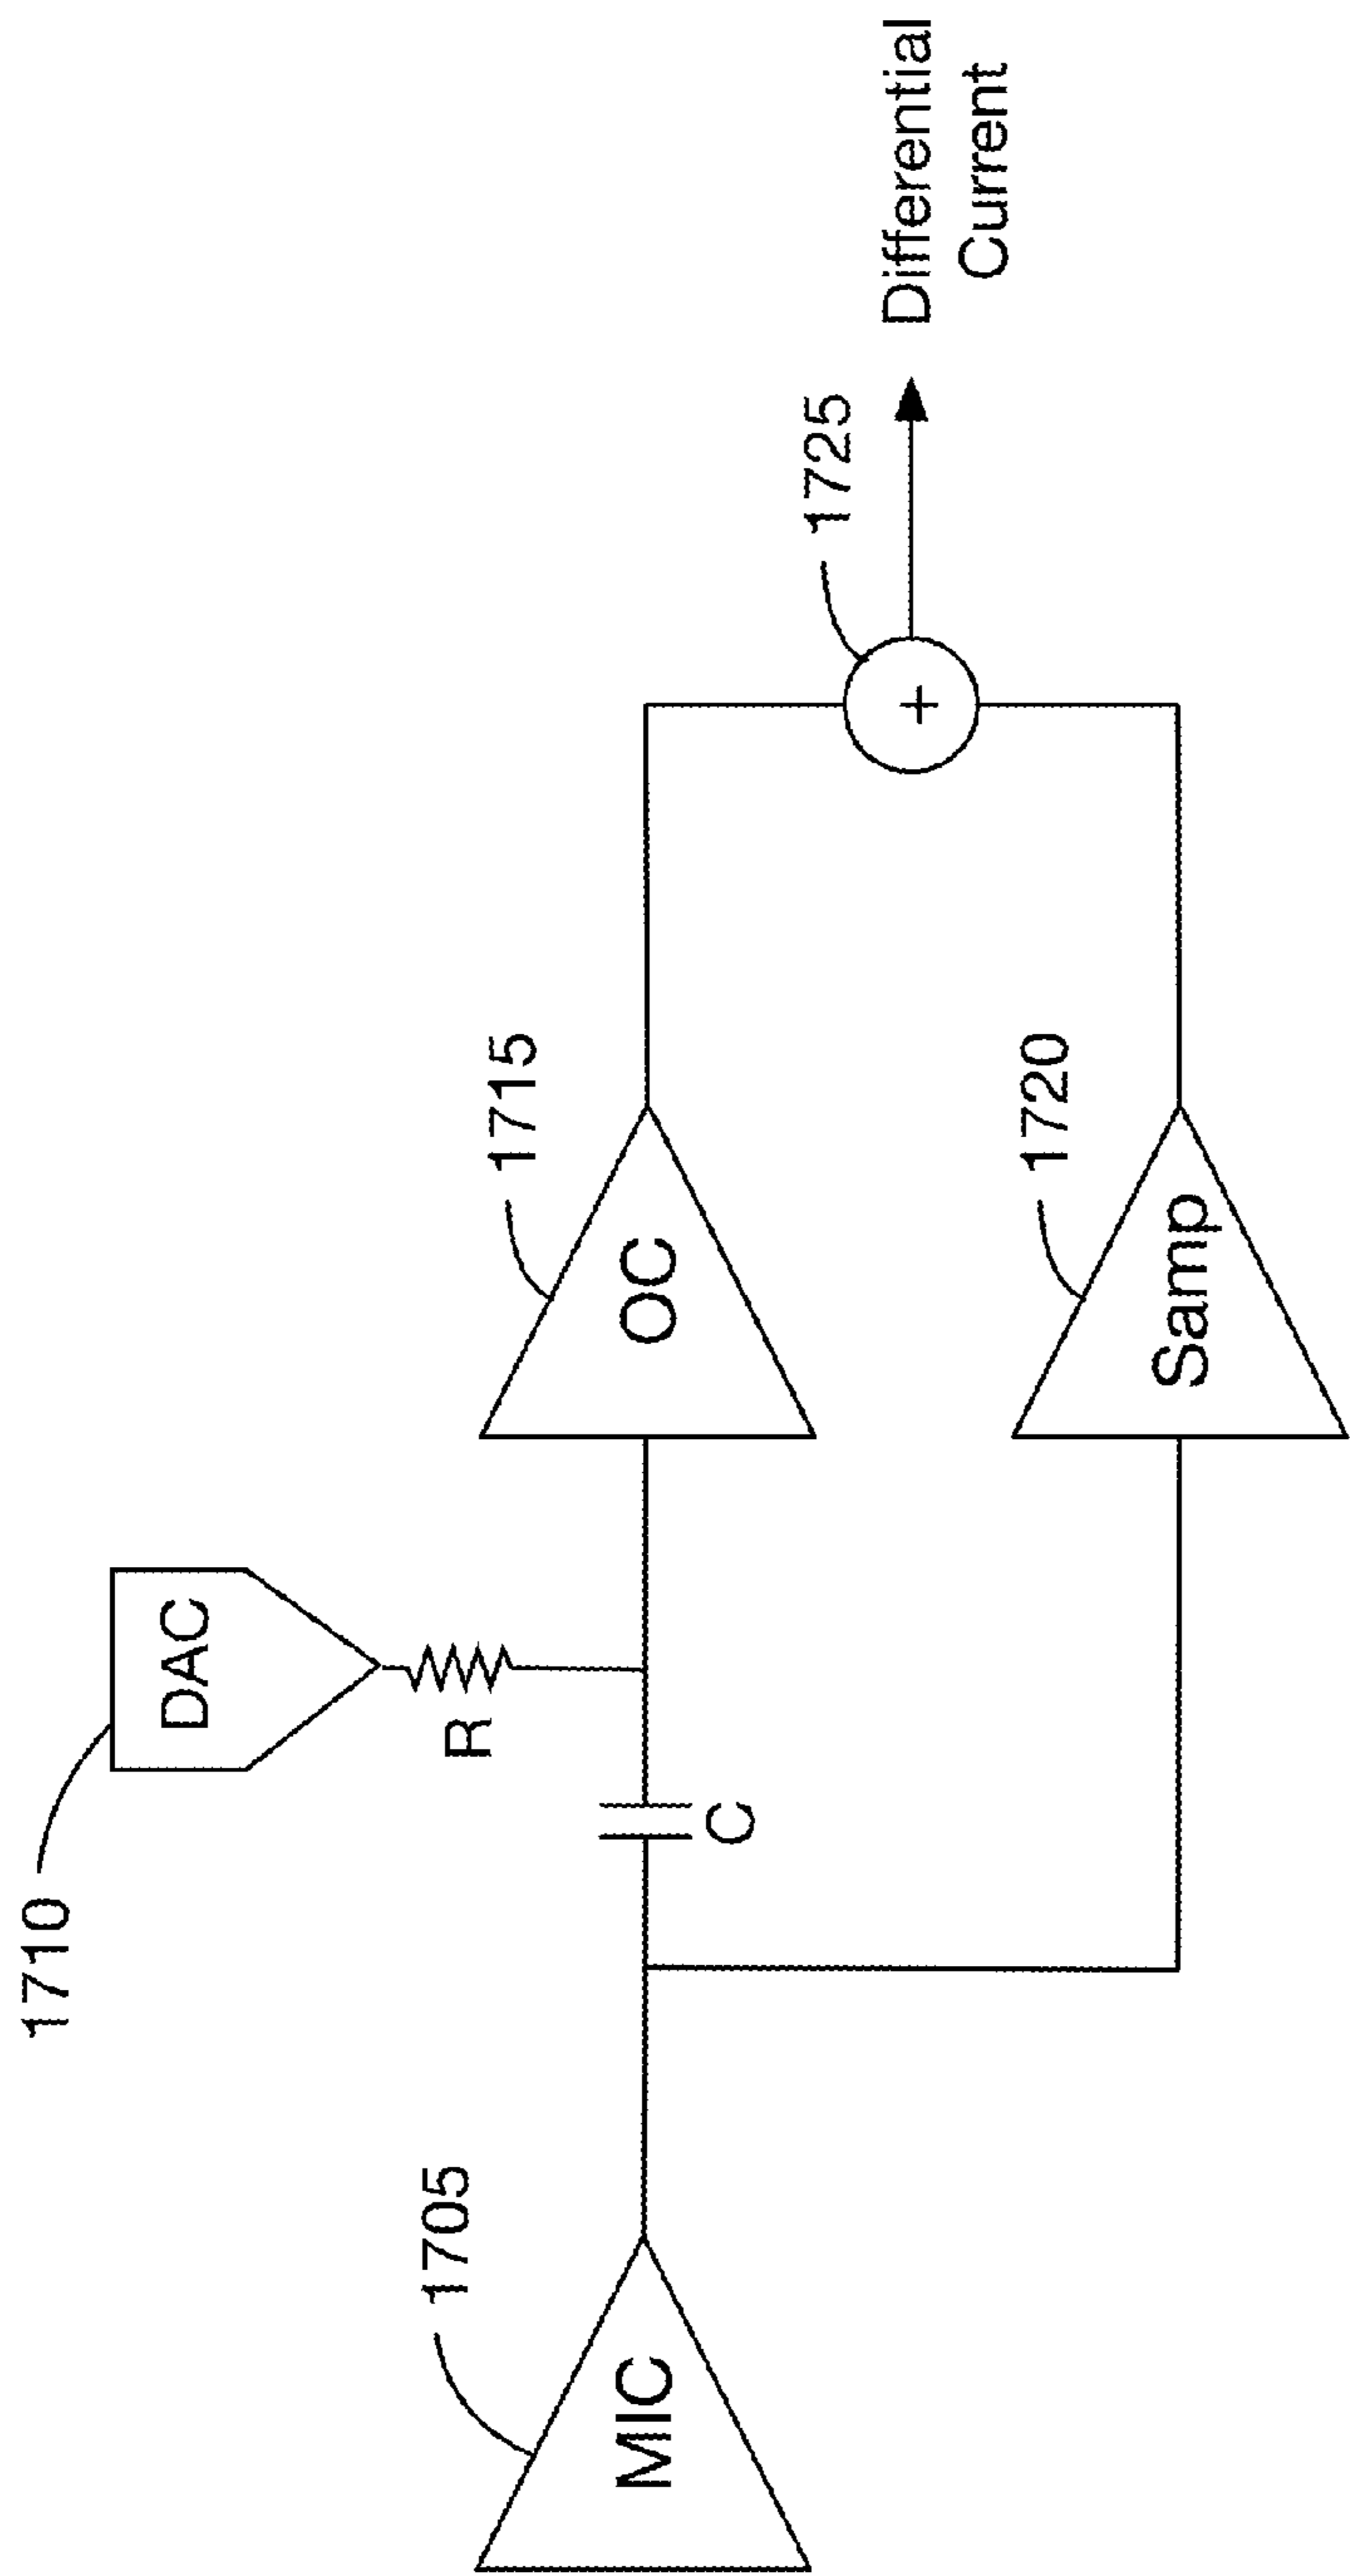 1710
DAC
R
C
1705
MIC
1715
OC
1720
Samp
1725
+
Differential
Current